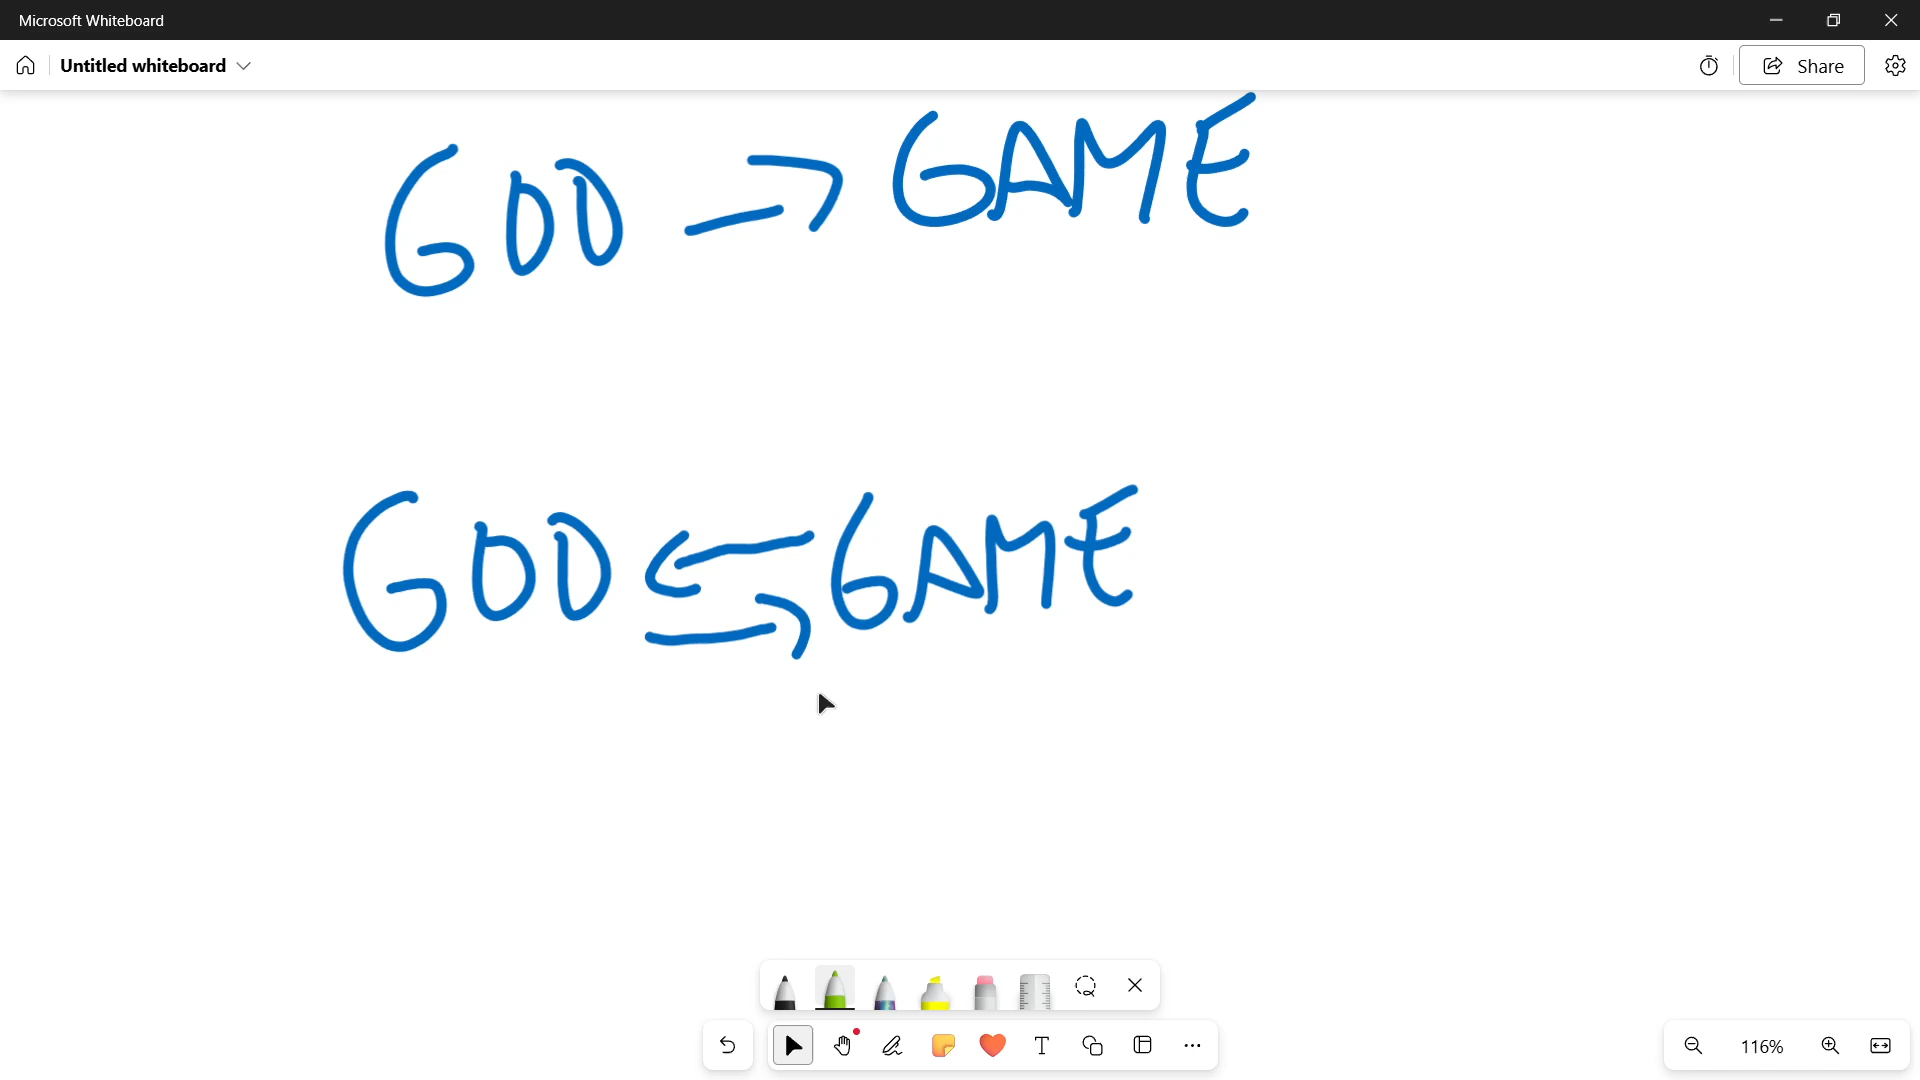 Microsoft Whiteboard
Untitled whiteboard
Share
GOD → GAME
GOD ⇆ GAME
116%